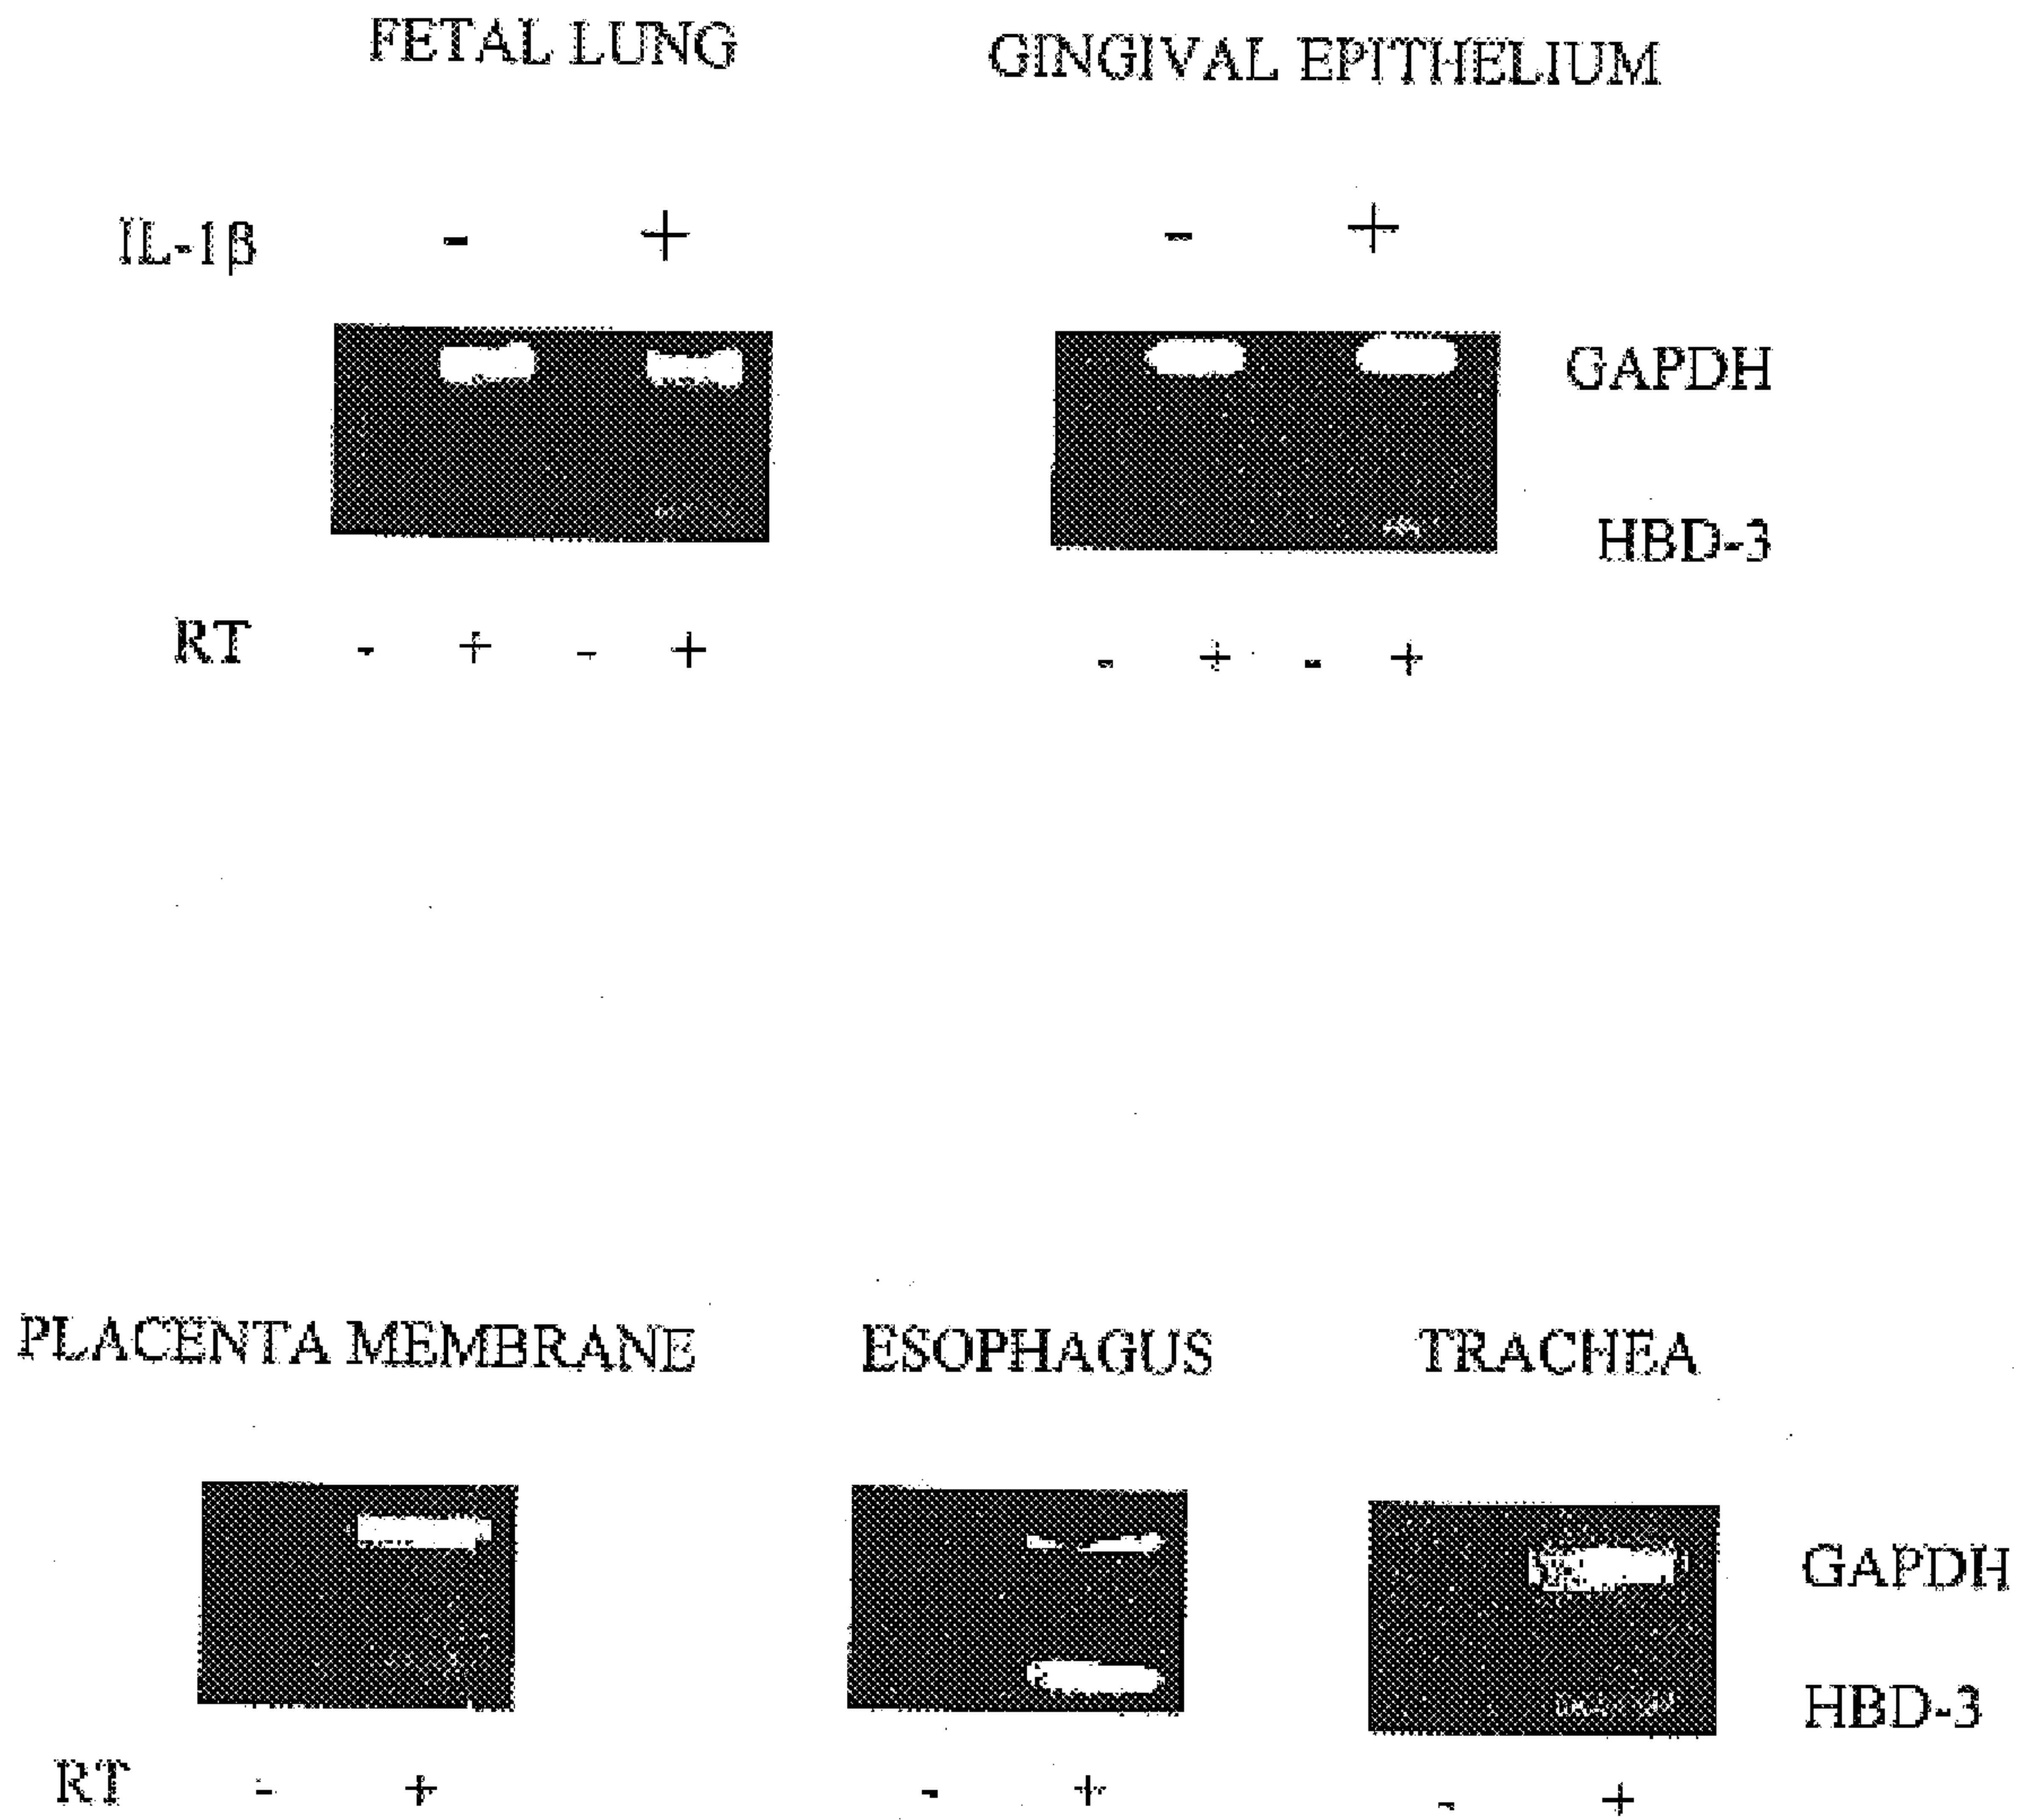 FETAL LUNG GINGIVAL EPITHELIUM
IL-1β - + - +
GAPDH
HBD-3
RT - + - + - + - +
PLACENTA MEMBRANE ESOPHAGUS TRACHEA
GAPDH
HBD-3
RT - + - + - +